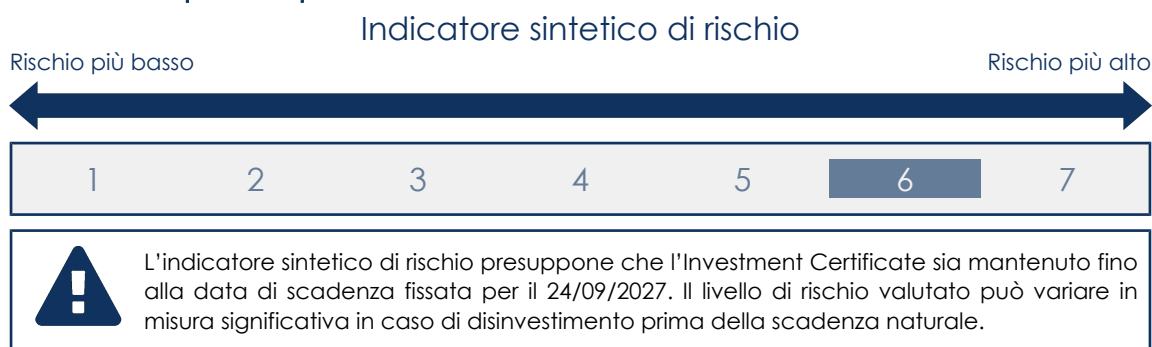 Indicatore sintetico di rischio
Rischio più basso
Rischio più alto
1 2 3 4 5 6 7
L'indicatore sintetico di rischio presuppone che l'Investment Certificate sia mantenuto fino
alla data di scadenza fissata per il 24/09/2027. Il livello di rischio valutato può variare in
misura significativa in caso di disinvestimento prima della scadenza naturale.